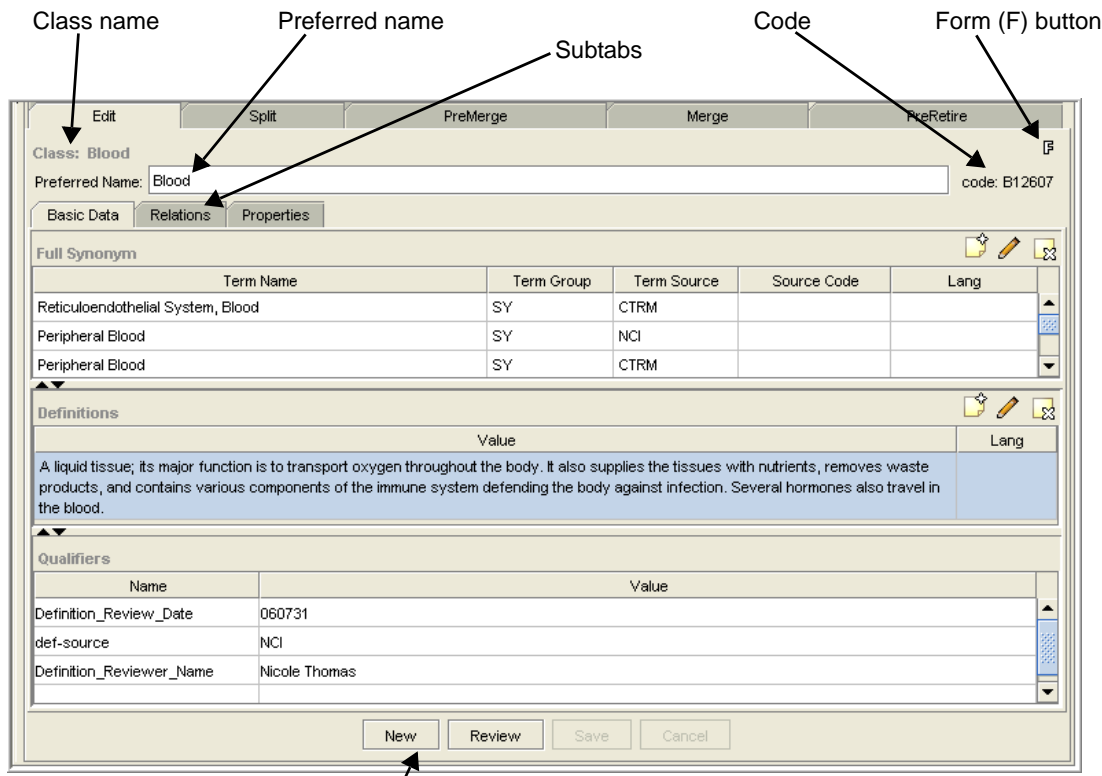 Class name Preferred name Code Form (F) button
Subtabs
Edit Split PreMerge Merge PreRetire
Class: Blood F
Preferred Name: Blood code: B12607
Basic Data Relations Properties
Full Synonym
Term Name Term Group Term Source Source Code Lang
Reticuloendothelial System, Blood SY CTRM
Peripheral Blood SY NCI
Peripheral Blood SY CTRM
Definitions
Value Lang
A liquid tissue; its major function is to transport oxygen throughout the body. It also supplies the tissues with nutrients, removes waste
products, and contains various components of the immune system defending the body against infection. Several hormones also travel in
the blood.
Qualifiers
Name Value
Definition_Review_Date 060731
def-source NCI
Definition_Reviewer_Name Nicole Thomas
New Review Save Cancel